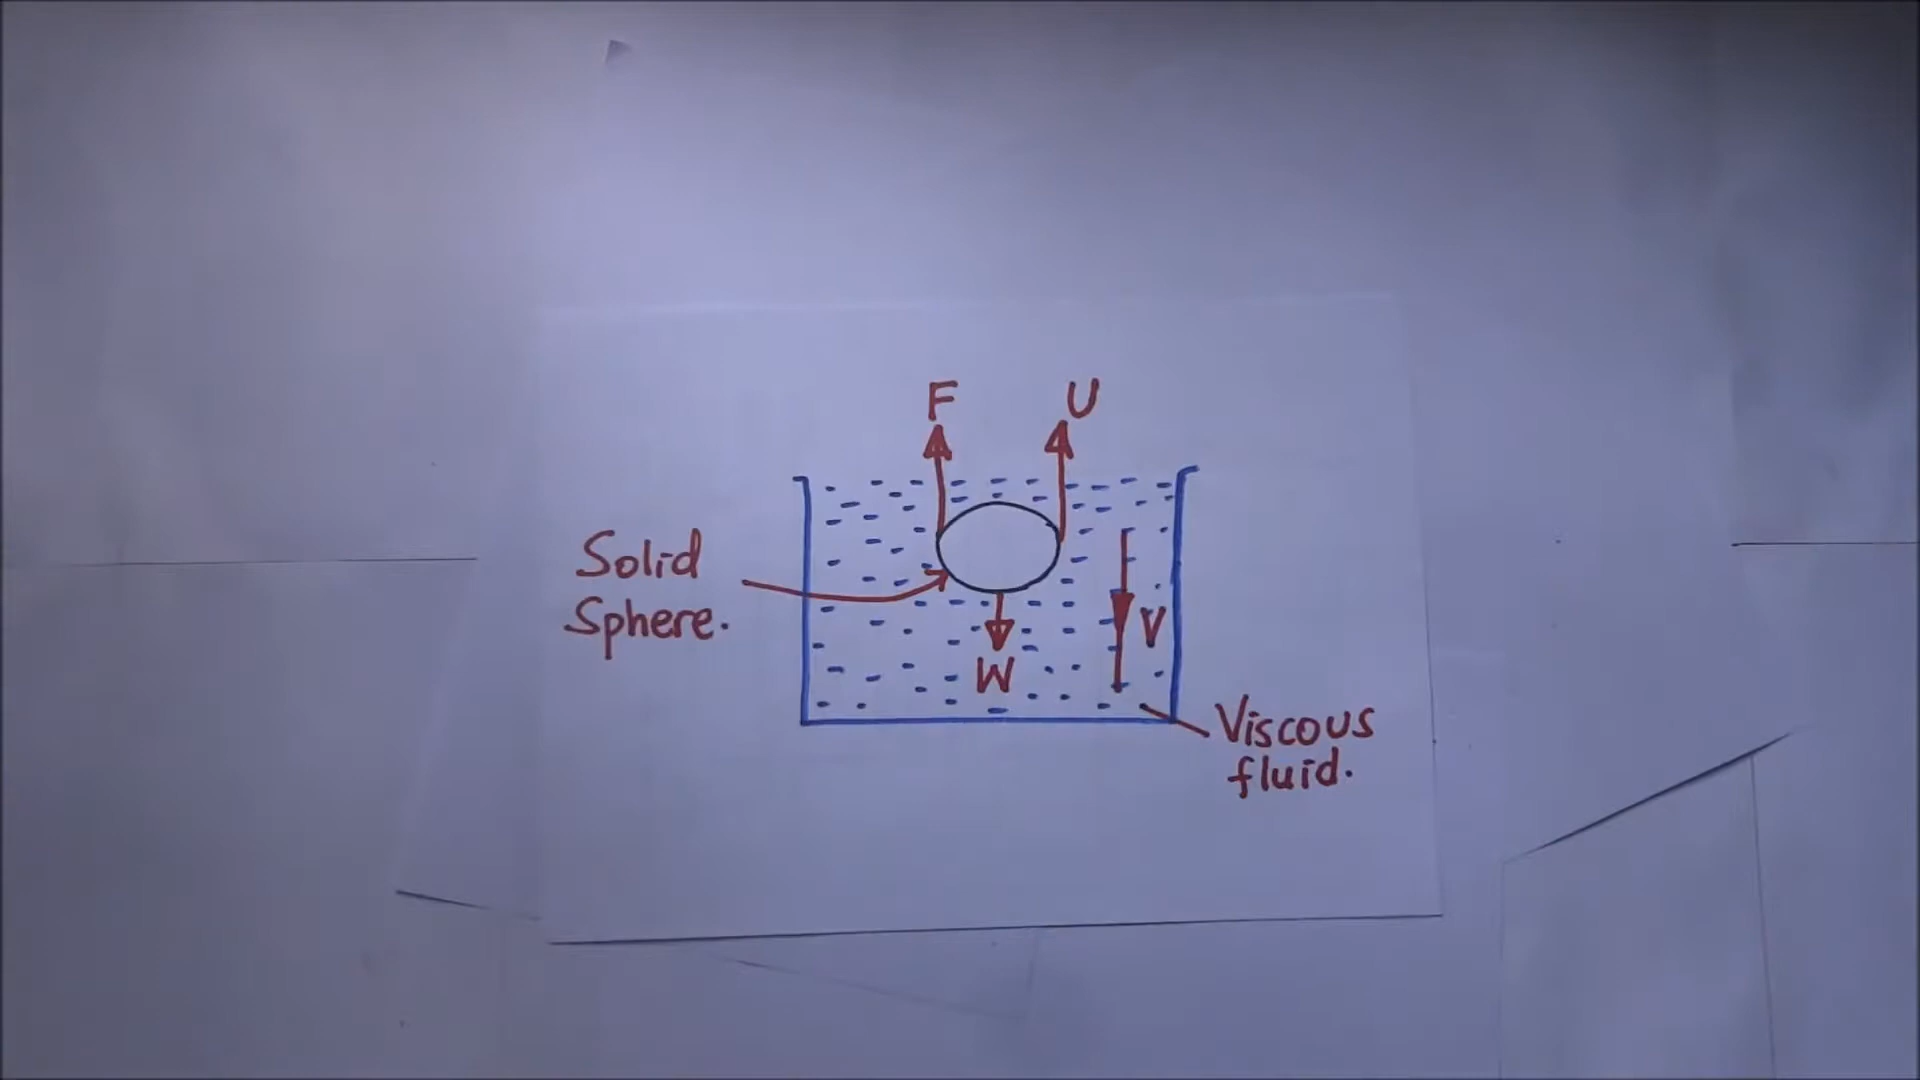 F
U
Solid
Sphere.
V
W
Viscous
fluid.